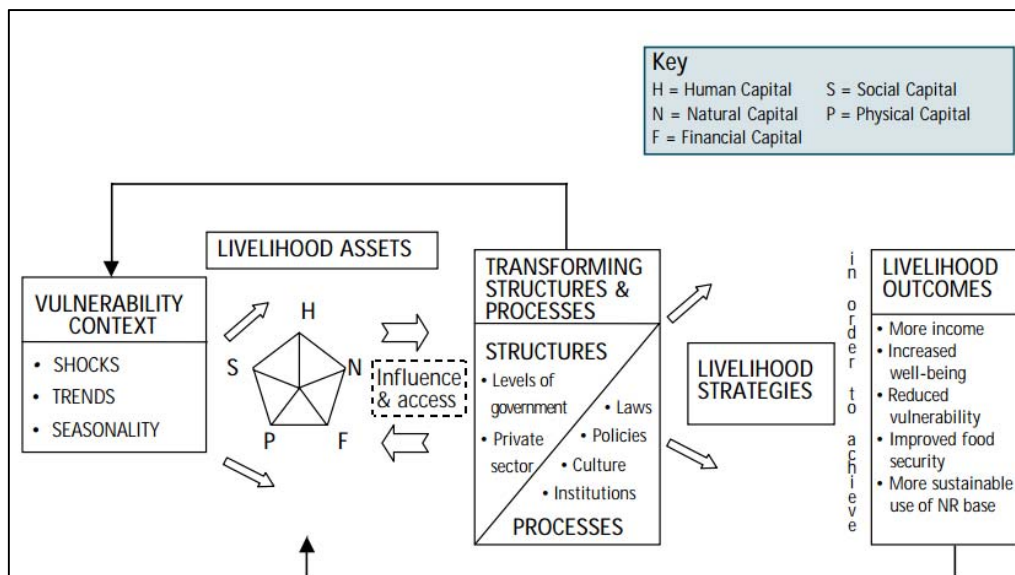 Key
H = Human Capital S = Social Capital
N = Natural Capital P = Physical Capital
F = Financial Capital
LIVELIHOOD ASSETS
VULNERABILITY
CONTEXT
• SHOCKS
• TRENDS
• SEASONALITY
H
S
N
P
F
Influence
& access
TRANSFORMING
STRUCTURES &
PROCESSES
STRUCTURES
• Levels of
government
• Private
sector
• Laws
• Policies
• Culture
• Institutions
PROCESSES
LIVELIHOOD
STRATEGIES
in order to achieve
LIVELIHOOD
OUTCOMES
• More income
• Increased
well-being
• Reduced
vulnerability
• Improved food
security
• More sustainable
use of NR base